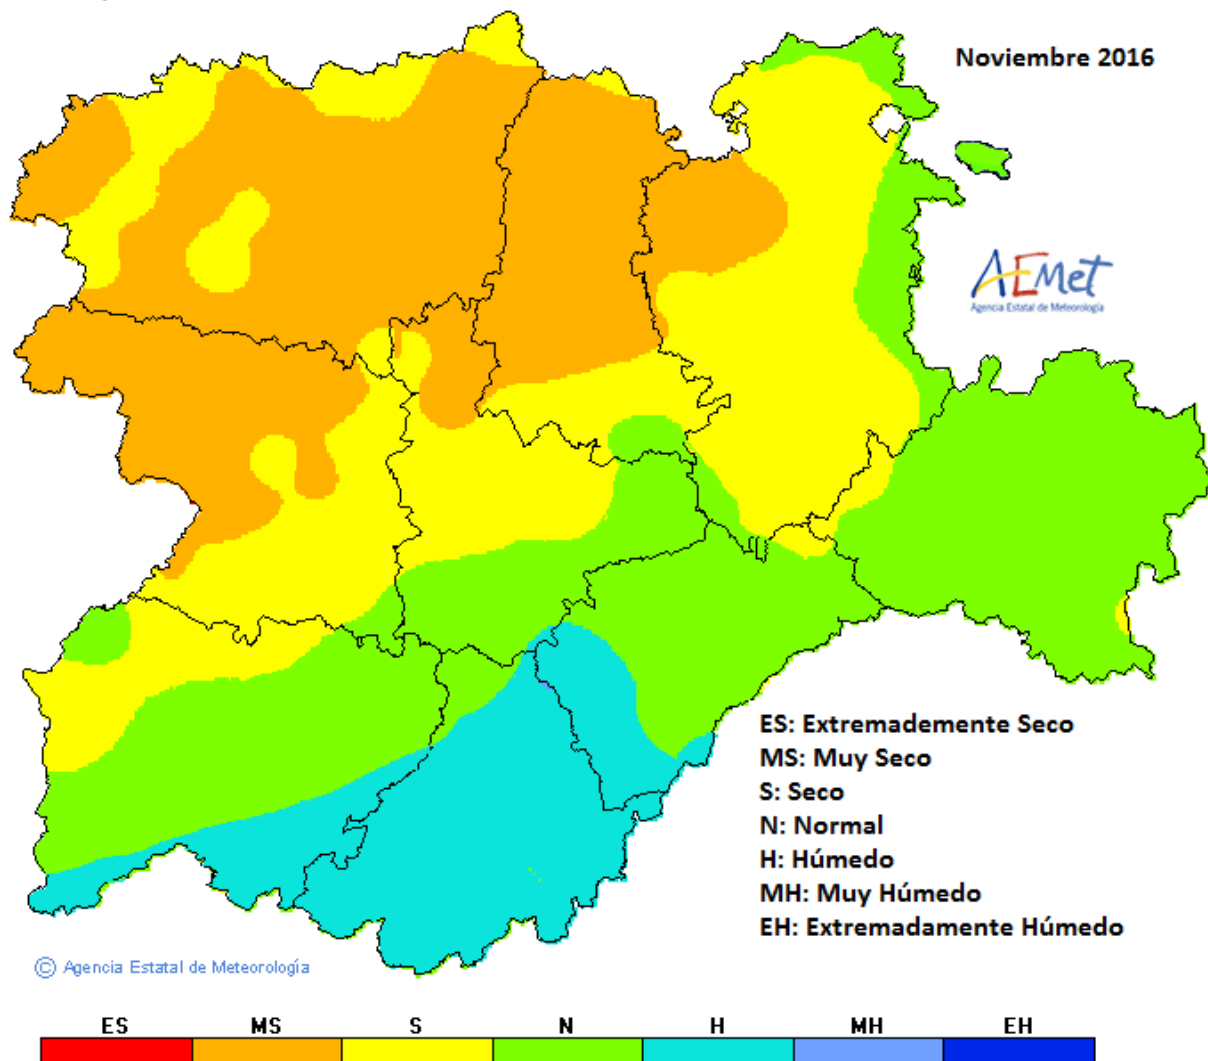 Noviembre 2016
AEMet
Agencia Estatal de Meteorología
ES: Extremademente Seco
MS: Muy Seco
S: Seco
N: Normal
H: Húmedo
MH: Muy Húmedo
EH: Extremadamente Húmedo
© Agencia Estatal de Meteorología
ES MS S N H MH EH